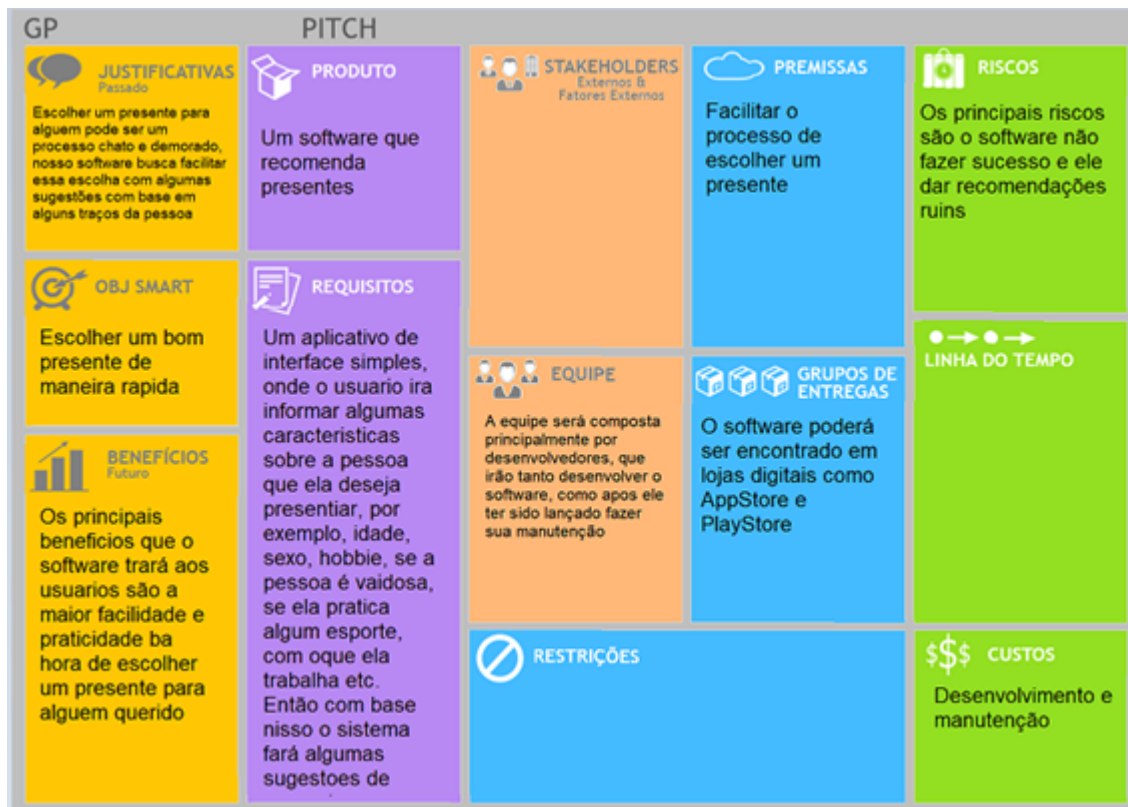 GP
PITCH
JUSTIFICATIVAS
Passado
Escolher um presente para
alguem pode ser um
processo chato e demorado,
nosso software busca facilitar
essa escolha com algumas
sugestões com base em
alguns traços da pessoa
OBJ SMART
Escolher um bom
presente de
maneira rapida
BENEFÍCIOS
Futuro
Os principais
beneficios que o
software trará aos
usuarios são a
maior facilidade e
praticidade ba
hora de escolher
um presente para
alguem querido
PRODUTO
Um software que
recomenda
presentes
REQUISITOS
Um aplicativo de
interface simples,
onde o usuario ira
informar algumas
caracteristicas
sobre a pessoa
que ela deseja
presentiar, por
exemplo, idade,
sexo, hobbie, se a
pessoa é vaidosa,
se ela pratica
algum esporte,
com oque ela
trabalha etc.
Então com base
nisso o sistema
fará algumas
sugestoes de
STAKEHOLDERS
Externos &
Fatores Externos
EQUIPE
A equipe será composta
principalmente por
desenvolvedores, que
irão tanto desenvolver o
software, como apos ele
ter sido lançado fazer
sua manutenção
PREMISSAS
Facilitar o
processo de
escolher um
presente
GRUPOS DE
ENTREGAS
O software poderá
ser encontrado em
lojas digitais como
AppStore e
PlayStore
RESTRIÇÕES
RISCOS
Os principais riscos
são o software não
fazer sucesso e ele
dar recomendações
ruins
LINHA DO TEMPO
$$$ CUSTOS
Desenvolvimento e
manutenção